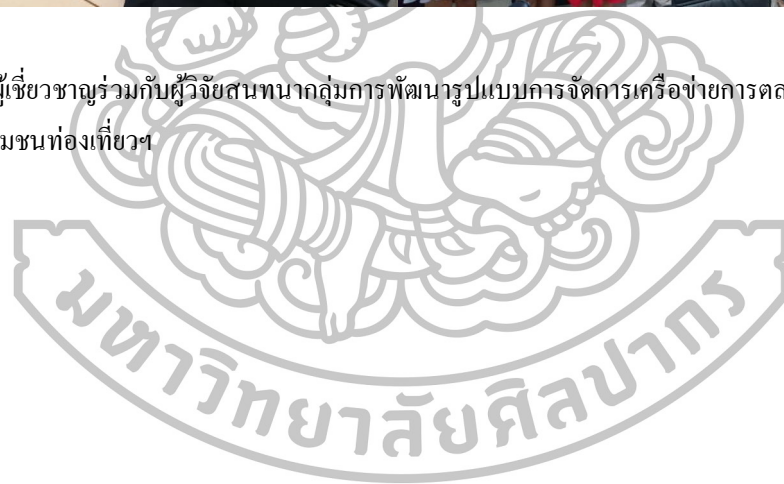 ผู้เชี่ยวชาญร่วมกับผู้วิจัยสนทนากลุ่มการพัฒนารูปแบบการจัดการเครือข่ายการตล
มชนท่องเที่ยวฯ
มหาวิทยาลัยศิลปากร